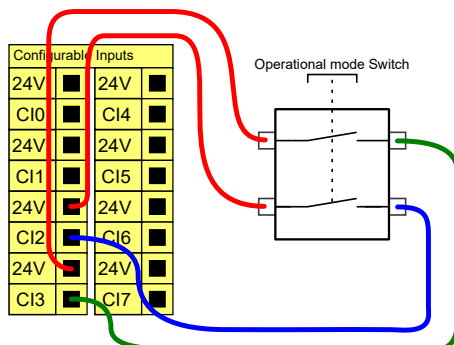 Configurable Inputs
24V 24V
CI0 CI4
24V 24V
CI1 CI5
24V 24V
CI2 CI6
24V 24V
CI3 CI7
Operational mode Switch